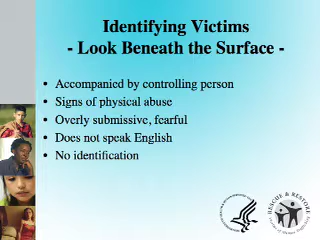 Identifying Victims
- Look Beneath the Surface -
• Accompanied by controlling person
• Signs of physical abuse
• Overly submissive, fearful
• Does not speak English
• No identification
RESCUE & RESTORE